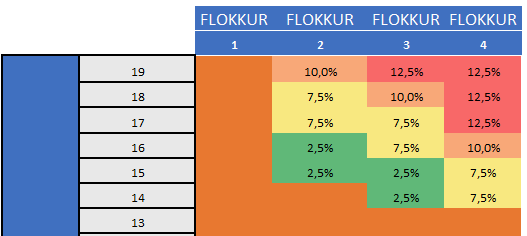 FLOKKUR FLOKKUR FLOKKUR FLOKKUR
1 2 3 4
19 10,0% 12,5% 12,5%
18 7,5% 10,0% 12,5%
17 7,5% 7,5% 12,5%
16 2,5% 7,5% 10,0%
15 2,5% 2,5% 7,5%
14 2,5% 7,5%
13